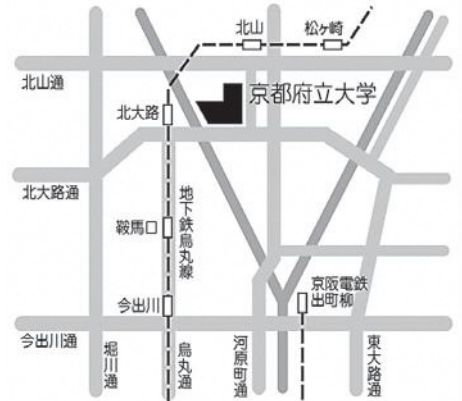 北山
松ヶ崎
北山通
京都府立大学
北大路
北大路通
地下鉄烏丸線
鞍馬口
京阪電鉄
出町柳
今出川
今出川通
堀川通
烏丸通
河原町通
東大路通